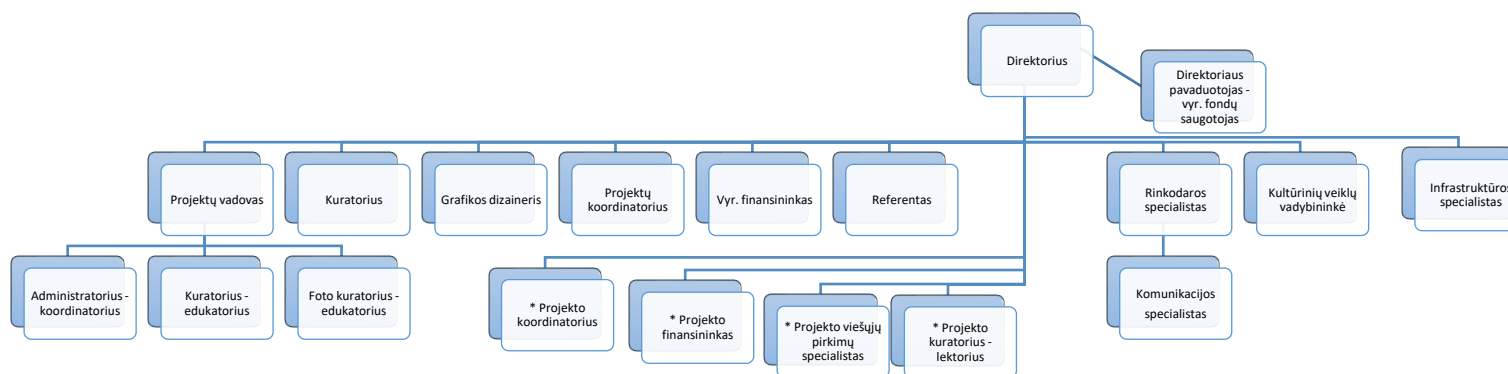 Direktorius
Direktoriaus
pavaduotojas -
vyr. fondų
saugotojas
Projektų vadovas
Kuratorius
Grafikos dizaineris
Projektų
koordinatorius
Vyr. finansininkas
Referentas
Rinkodaros
specialistas
Kultūrinių veiklų
vadybininkė
Infrastruktūros
specialistas
Administratorius -
koordinatorius
Kuratorius -
edukatorius
Foto kuratorius -
edukatorius
* Projekto
koordinatorius
* Projekto
finansininkas
* Projekto viešųjų
pirkimų
specialistas
* Projekto
kuratorius -
lektorius
Komunikacijos
specialistas